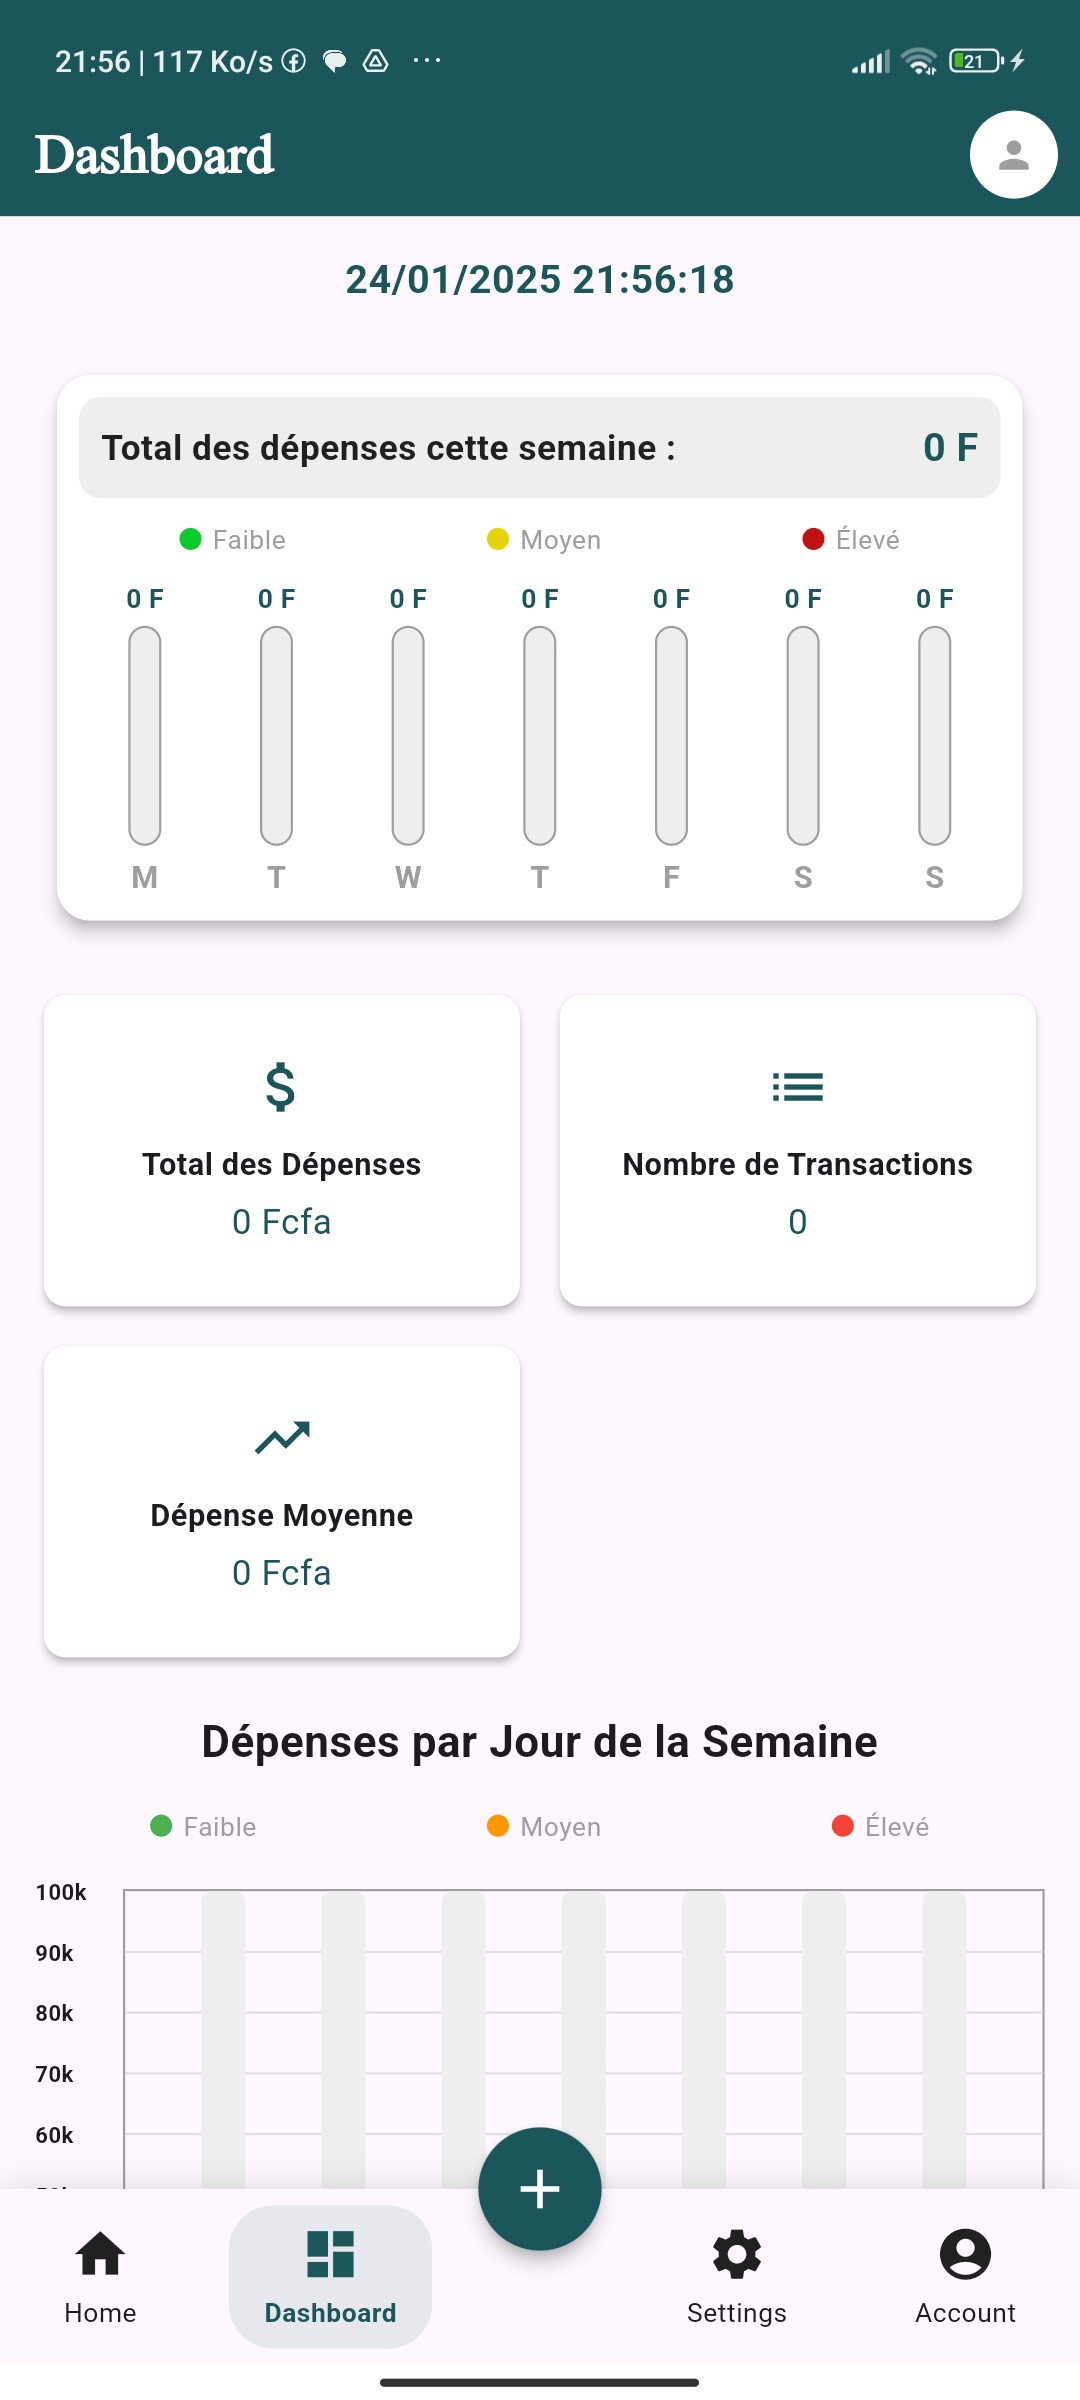 21:56 | 117 Ko/s
21
Dashboard
24/01/2025 21:56:18
Total des dépenses cette semaine : 0 F
Faible Moyen Élevé
0 F 0 F 0 F 0 F 0 F 0 F 0 F
M T W T F S S
Total des Dépenses
0 Fcfa
Nombre de Transactions
0
Dépense Moyenne
0 Fcfa
Dépenses par Jour de la Semaine
Faible Moyen Élevé
100k
90k
80k
70k
60k
Home Dashboard Settings Account